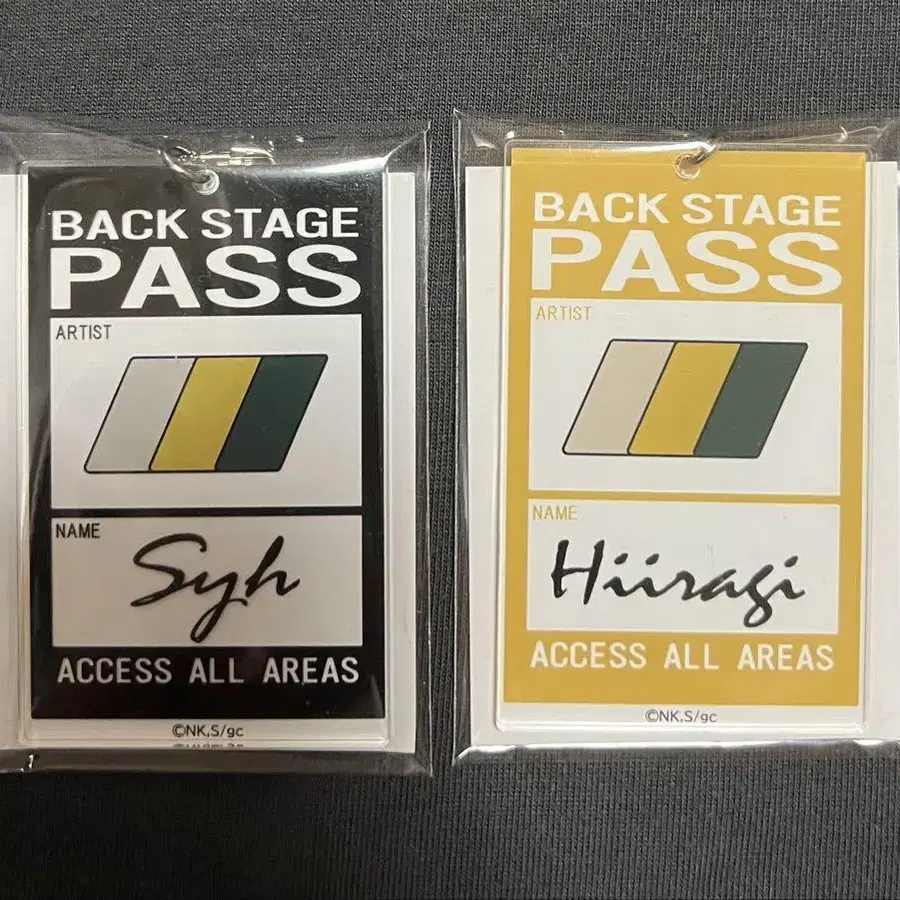 BACK STAGE
PASS
ARTIST
NAME
Syh
ACCESS ALL AREAS
©NK,S/gc
BACK STAGE
PASS
ARTIST
NAME
Hiiragi
ACCESS ALL AREAS
©NK,S/gc